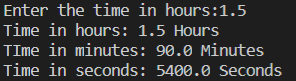 Enter the time in hours:1.5
Time in hours: 1.5 Hours
TIme in minutes: 90.0 Minutes
Time in seconds: 5400.0 Seconds